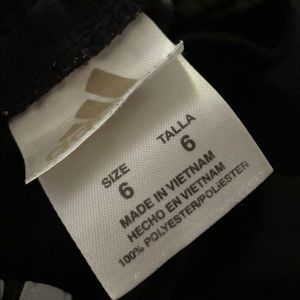 SIZE TALLA
6 6
MADE IN VIETNAM
HECHO EN VIETNAM
100% POLYESTER/POLIESTER